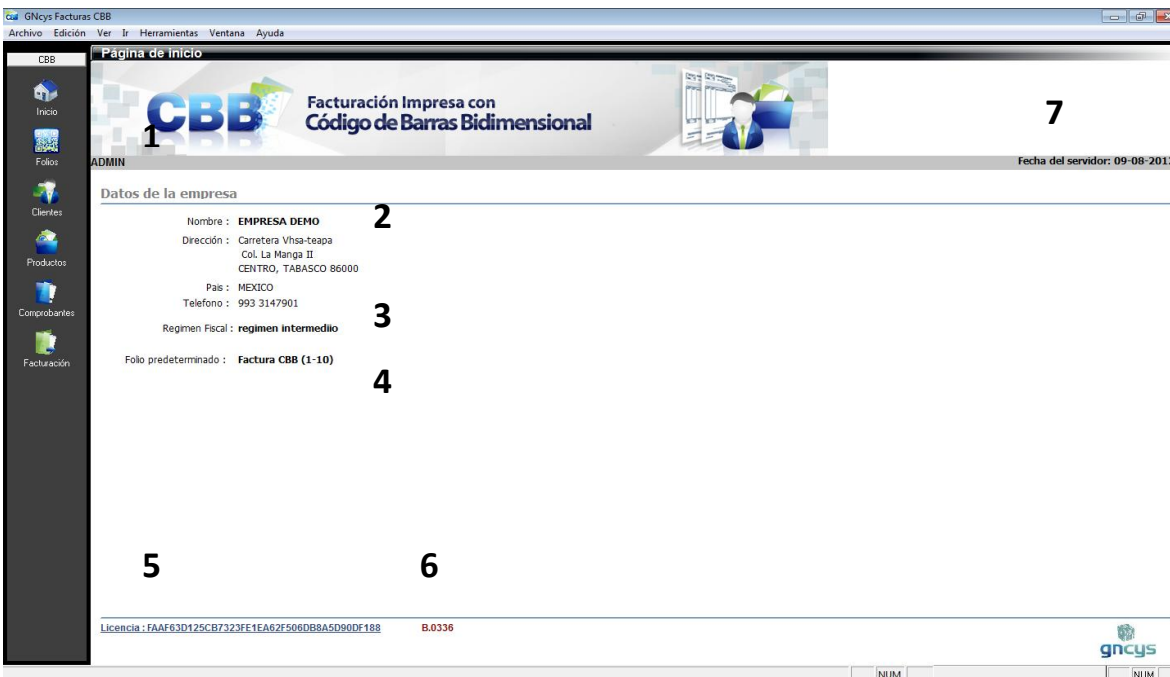 GNcys Facturas CBB
Archivo Edición Ver Ir Herramientas Ventana Ayuda
CBB
Página de inicio
Inicio
Folios
Clientes
Productos
Comprobantes
Facturación
CBB
Facturación Impresa con
Código de Barras Bidimensional
1
7
ADMIN
Fecha del servidor: 09-08-201
Datos de la empresa
2
Nombre : EMPRESA DEMO
Dirección : Carretera Vhsa-teapa
Col. La Manga II
CENTRO, TABASCO 86000
Pais : MEXICO
Telefono : 993 3147901
3
Regimen Fiscal : regimen intermediio
Folio predeterminado : Factura CBB (1-10)
4
5
6
Licencia : FAAF63D125CB7323FE1EA62F506DB8A5D90DF188 B.0336
gncys
NUM
NUM